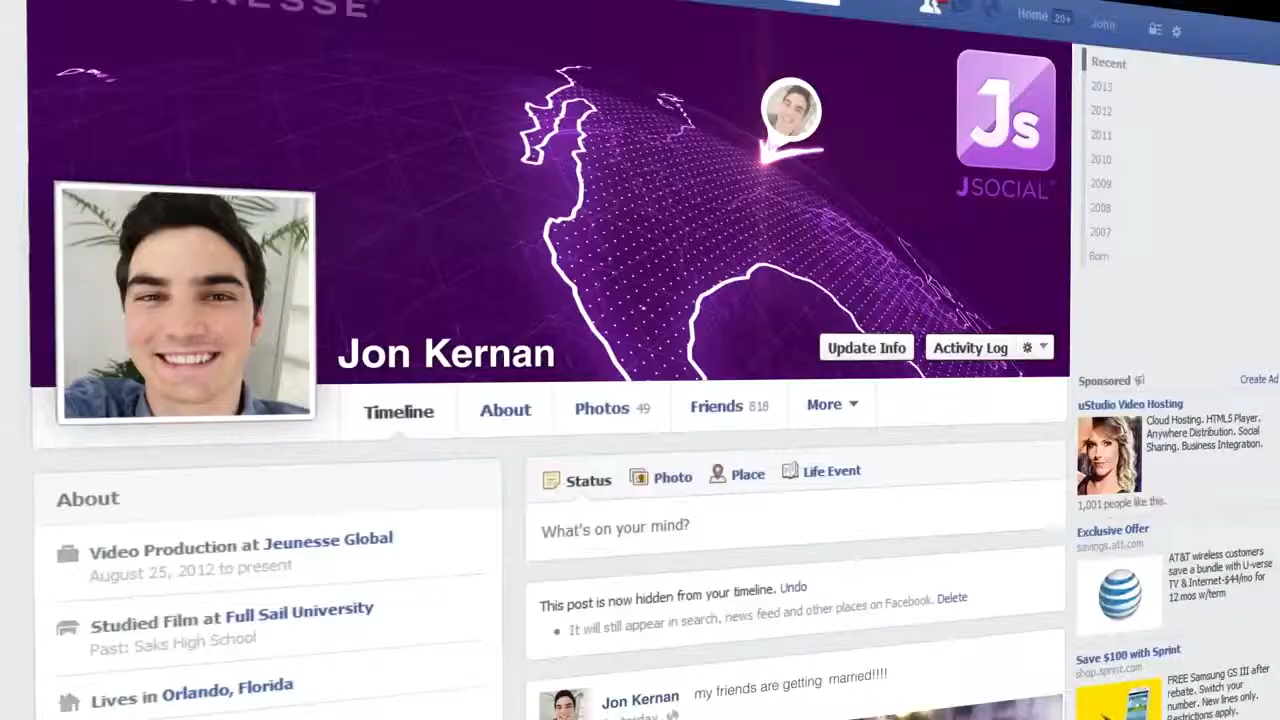 Home 20+ John
Js
JSOCIAL
Jon Kernan
Update Info
Activity Log
Timeline
About
Photos 49
Friends 818
More
About
Video Production at Jeunesse Global
August 25, 2012 to present
Studied Film at Full Sail University
Past: Saks High School
Lives in Orlando, Florida
Status
Photo
Place
Life Event
What's on your mind?
This post is now hidden from your timeline. Undo
• It will still appear in search, news feed and other places on Facebook. Delete
Jon Kernan my friends are getting married!!!!
Recent
2013
2012
2011
2010
2009
2008
2007
Born
Sponsored
Create Ad
uStudio Video Hosting
Cloud Hosting. HTML5 Player.
Anywhere Distribution. Social
Sharing. Business Integration.
1,001 people like this.
Exclusive Offer
savings.att.com
AT&T wireless customers
save a bundle with U-verse
TV & Internet-$44/mo for
12 mos w/term
Save $100 with Sprint
shop.sprint.com
FREE Samsung GS III after
rebate. Switch your
number. New lines only.
Restrictions apply.